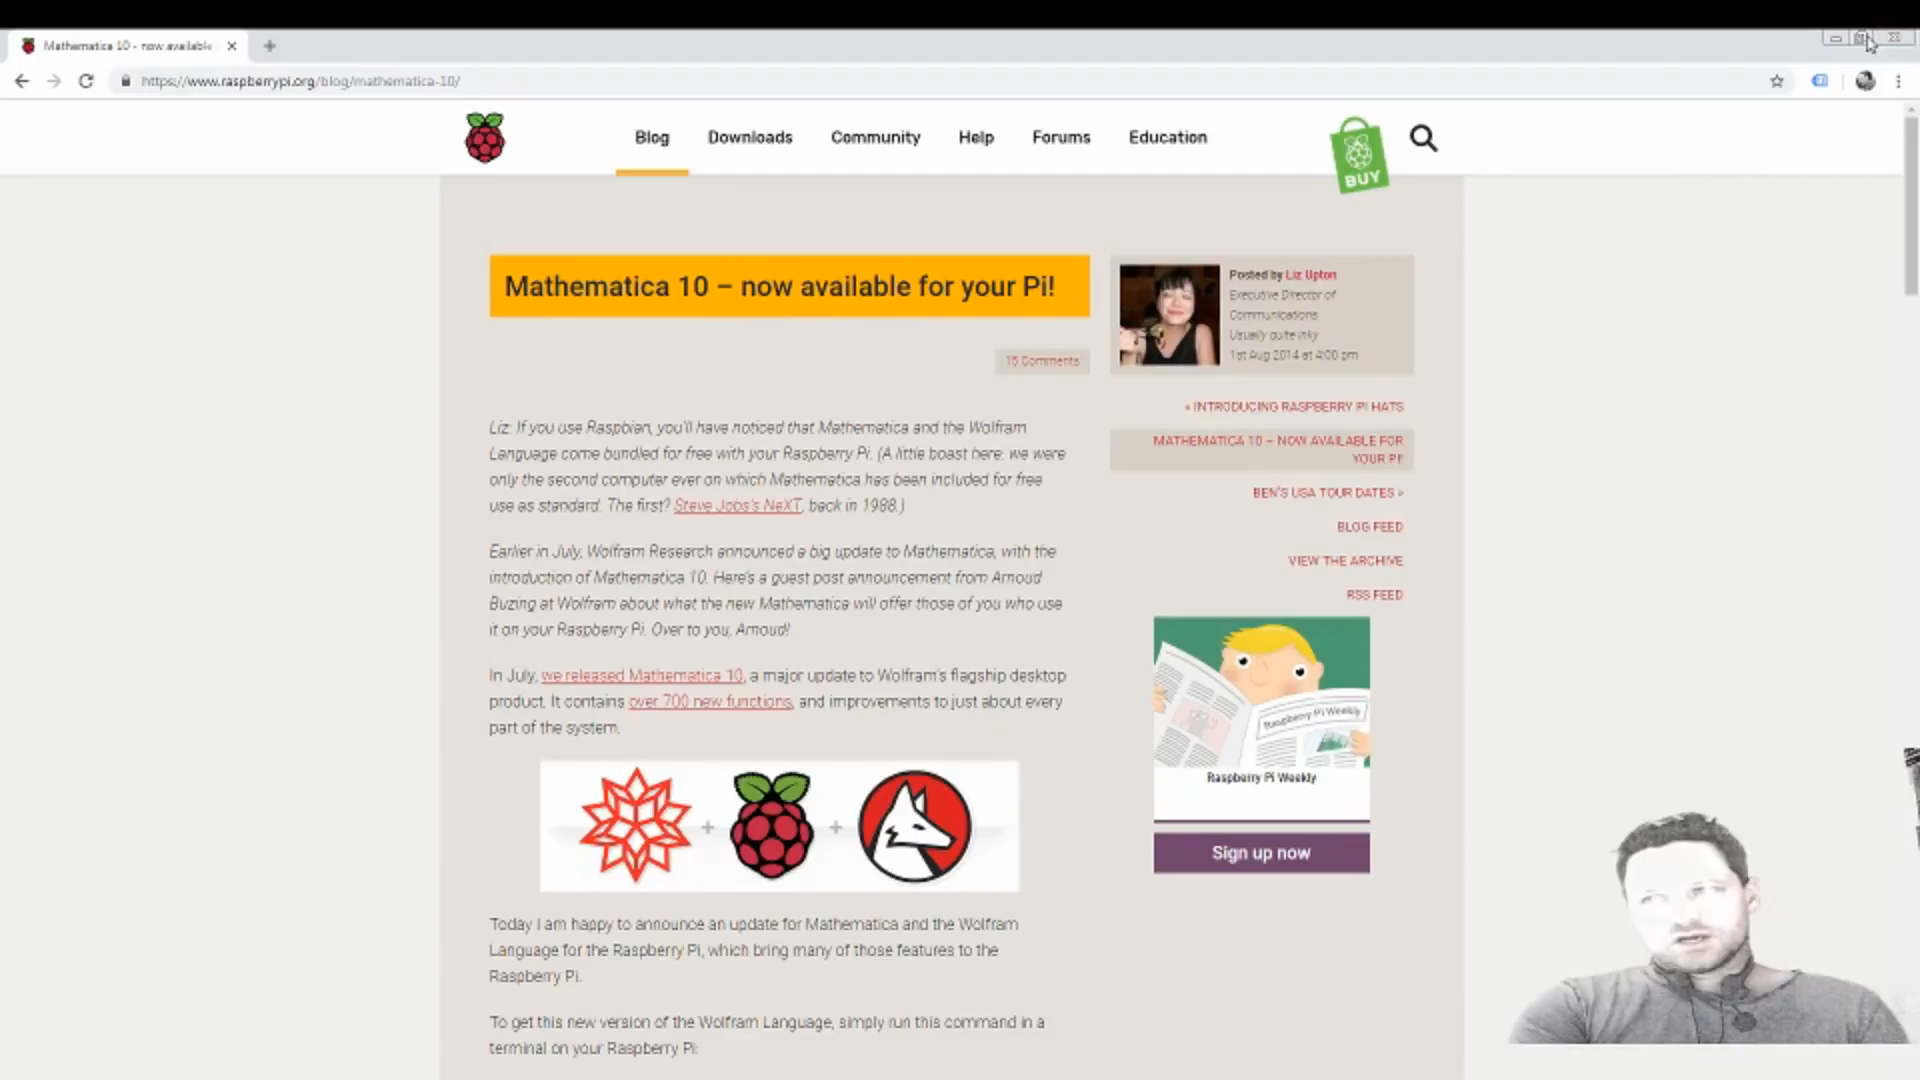 Mathematica 10 - now available
https://www.raspberrypi.org/blog/mathematica-10/
Blog
Downloads
Community
Help
Forums
Education
BUY
Mathematica 10 – now available for your Pi!
15 Comments
Liz: If you use Raspbian, you'll have noticed that Mathematica and the Wolfram
Language come bundled for free with your Raspberry Pi. (A little boast here: we were
only the second computer ever on which Mathematica has been included for free
use as standard. The first? Steve Jobs's NeXT, back in 1988.)
Earlier in July, Wolfram Research announced a big update to Mathematica, with the
introduction of Mathematica 10. Here's a guest post announcement from Arnoud
Buzing at Wolfram about what the new Mathematica will offer those of you who use
it on your Raspberry Pi. Over to you, Arnoud!
In July, we released Mathematica 10, a major update to Wolfram's flagship desktop
product. It contains over 700 new functions, and improvements to just about every
part of the system.
Today I am happy to announce an update for Mathematica and the Wolfram
Language for the Raspberry Pi, which bring many of those features to the
Raspberry Pi.
To get this new version of the Wolfram Language, simply run this command in a
terminal on your Raspberry Pi:
Posted by Liz Upton
Executive Director of
Communications
Usually quite inky
1st Aug 2014 at 4:00 pm
« INTRODUCING RASPBERRY PI HATS
MATHEMATICA 10 – NOW AVAILABLE FOR
YOUR PI!
BEN'S USA TOUR DATES »
BLOG FEED
VIEW THE ARCHIVE
RSS FEED
Raspberry Pi Weekly
Raspberry Pi Weekly
Sign up now